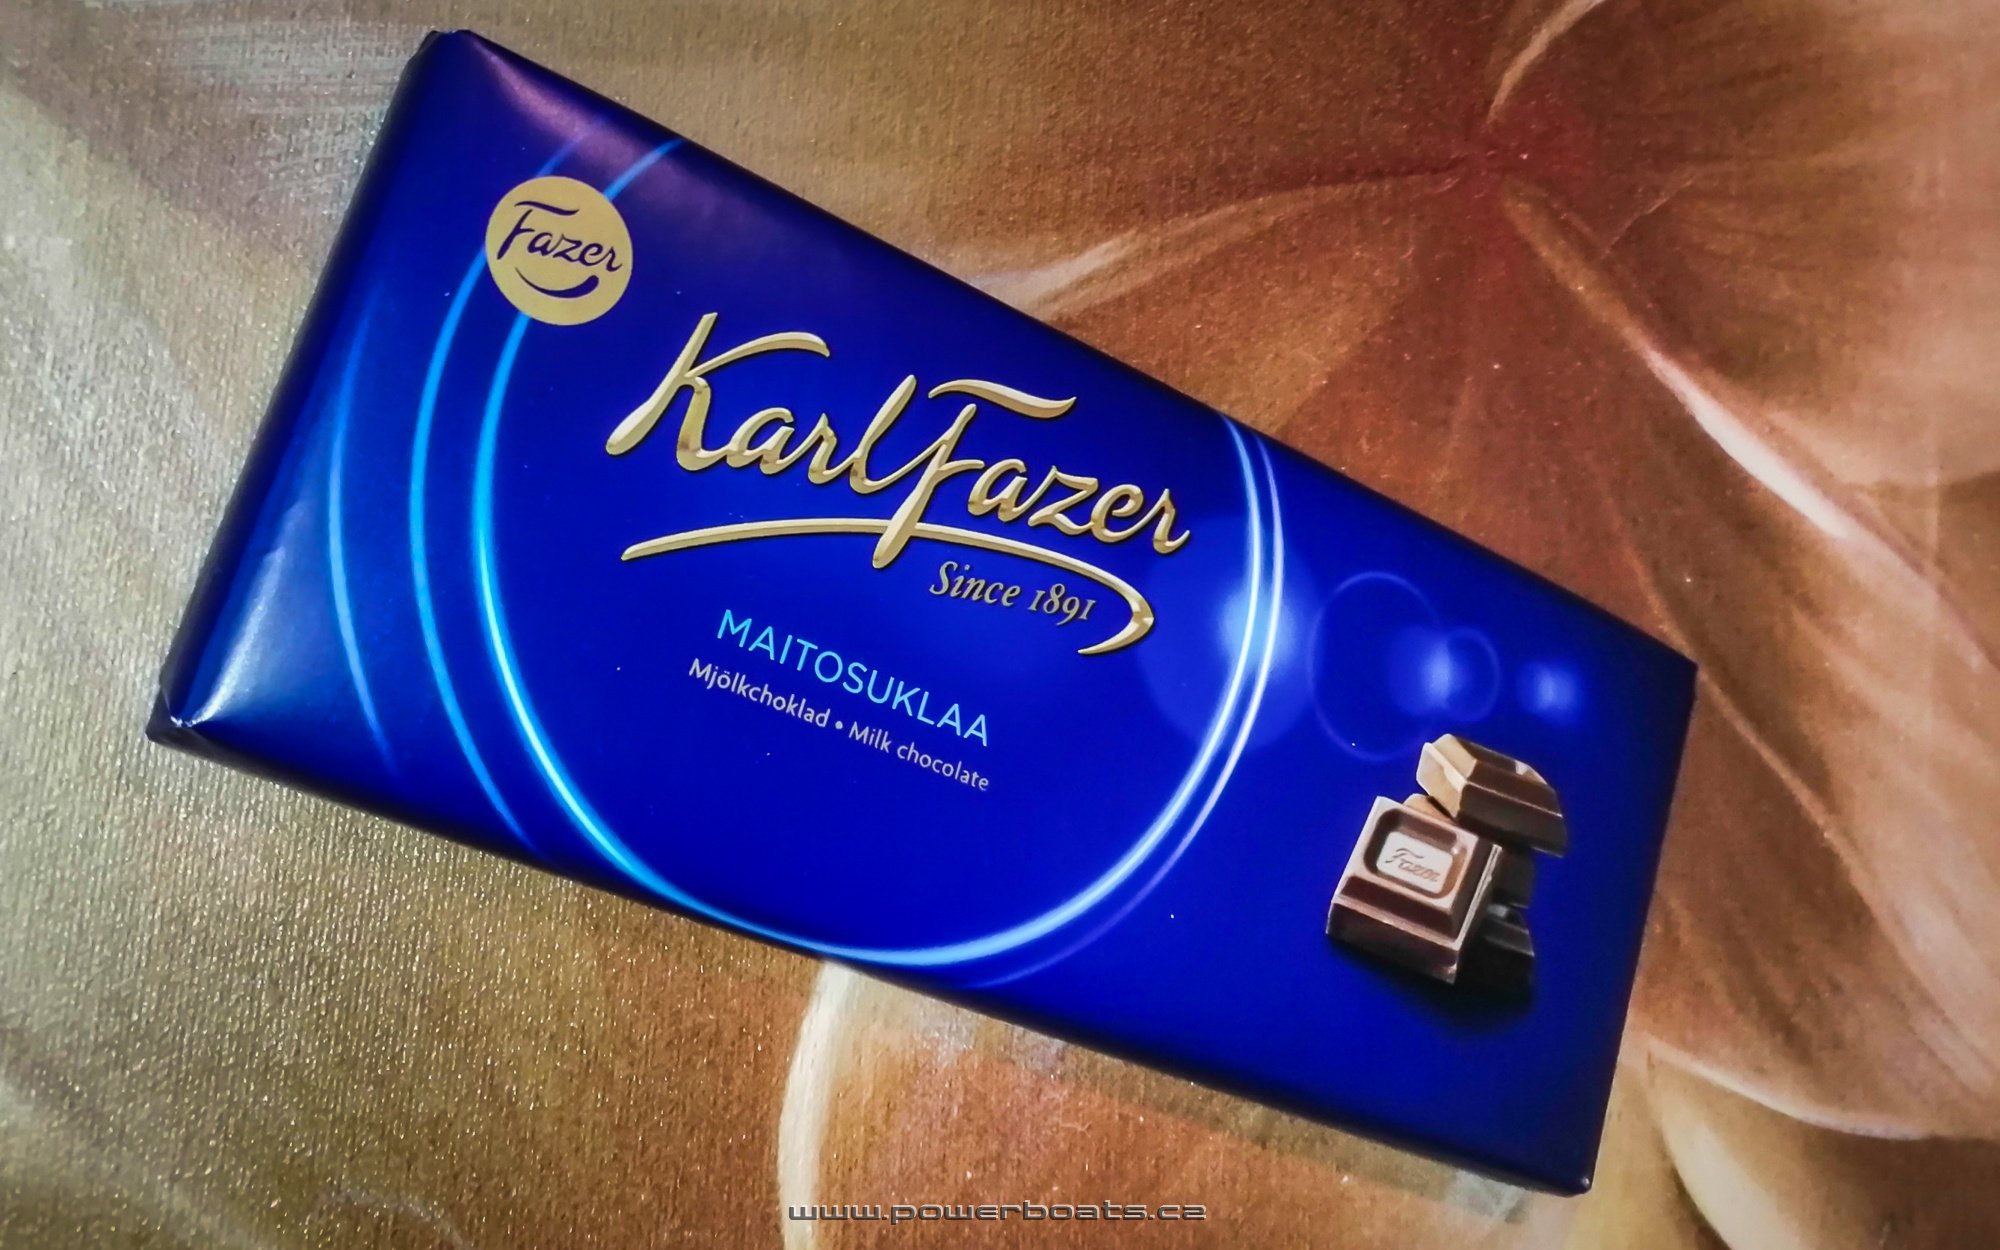 Fazer
Karl Fazer
Since 1891
MAITOSUKLAA
Mjölkchoklad • Milk chocolate
Fazer
www.powerboats.cz